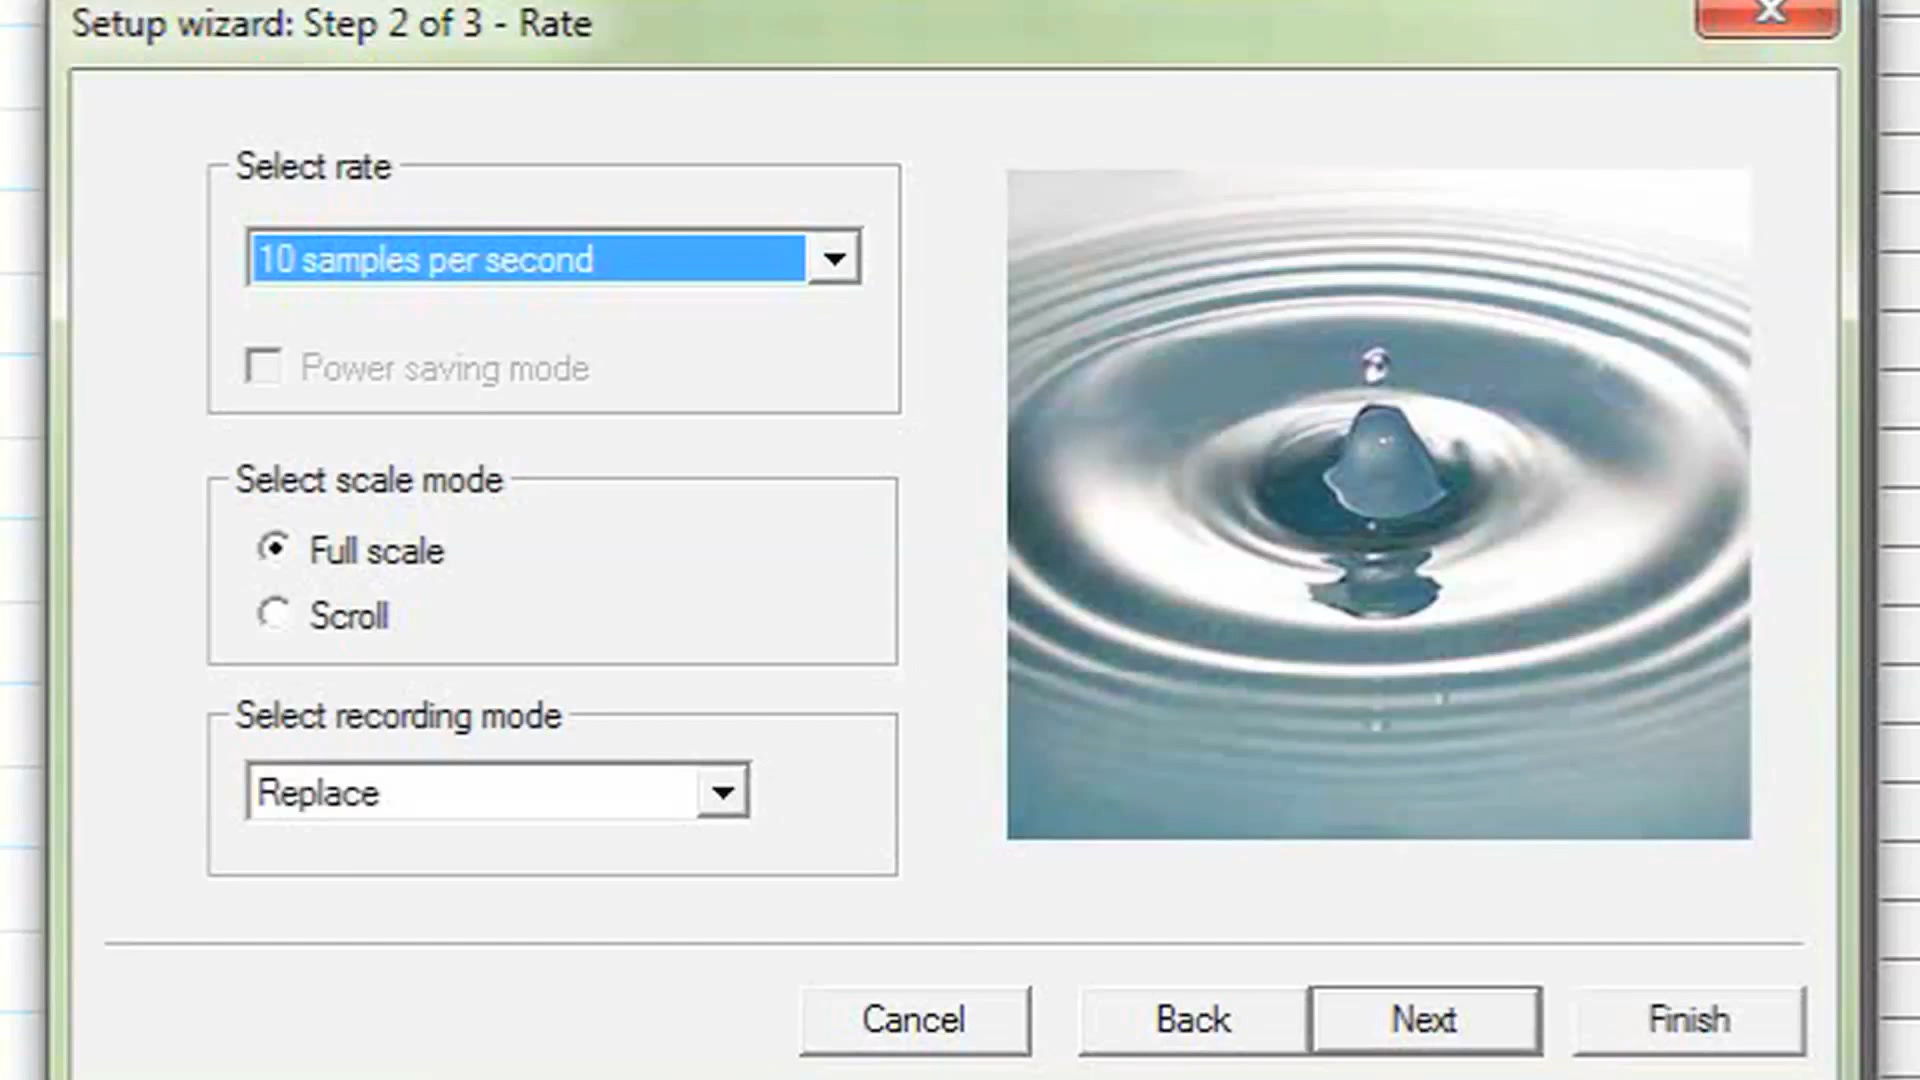 Setup wizard: Step 2 of 3 - Rate
Select rate
10 samples per second
Power saving mode
Select scale mode
Full scale
Scroll
Select recording mode
Replace
Cancel Back Next Finish